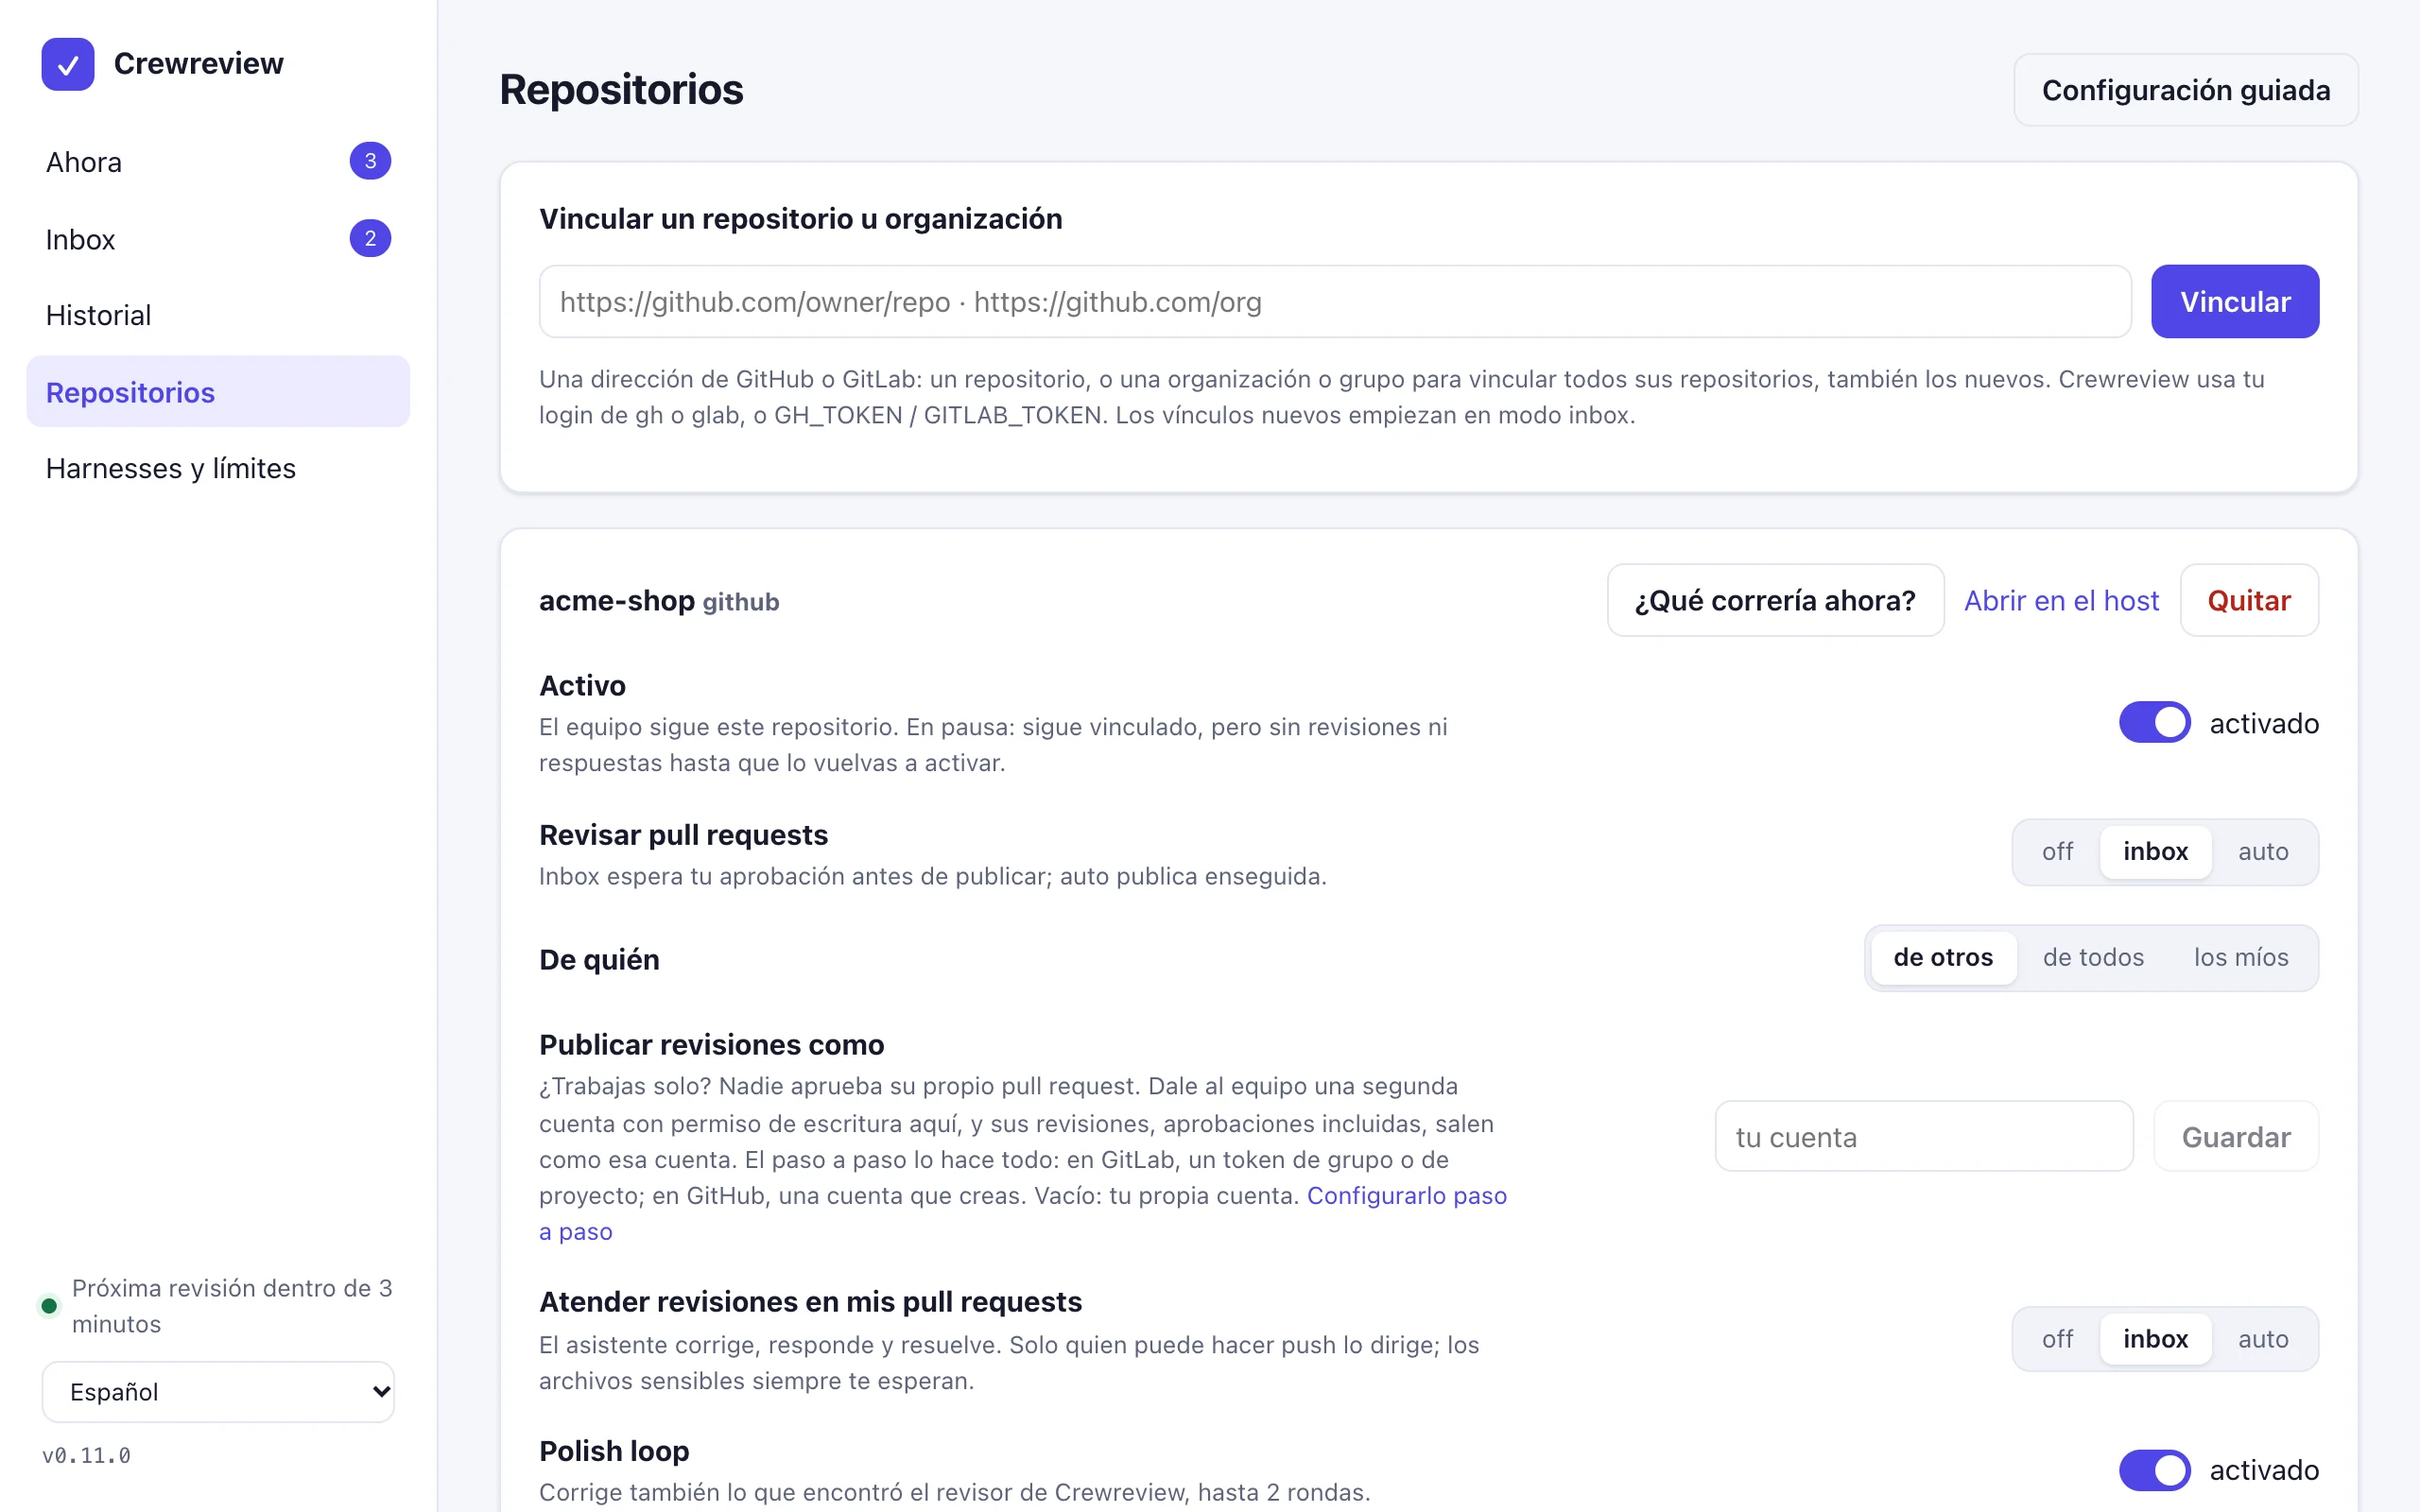 Crewreview
Ahora 3
Inbox 2
Historial
Repositorios
Harnesses y límites
Próxima revisión dentro de 3
minutos
Español
v0.11.0
Repositorios
Configuración guiada
Vincular un repositorio u organización
https://github.com/owner/repo · https://github.com/org
Vincular
Una dirección de GitHub o GitLab: un repositorio, o una organización o grupo para vincular todos sus repositorios, también los nuevos. Crewreview usa tu
login de gh o glab, o GH_TOKEN / GITLAB_TOKEN. Los vínculos nuevos empiezan en modo inbox.
acme-shop github
¿Qué correría ahora?
Abrir en el host
Quitar
Activo
El equipo sigue este repositorio. En pausa: sigue vinculado, pero sin revisiones ni
respuestas hasta que lo vuelvas a activar.
activado
Revisar pull requests
Inbox espera tu aprobación antes de publicar; auto publica enseguida.
off inbox auto
De quién
de otros de todos los míos
Publicar revisiones como
¿Trabajas solo? Nadie aprueba su propio pull request. Dale al equipo una segunda
cuenta con permiso de escritura aquí, y sus revisiones, aprobaciones incluidas, salen
como esa cuenta. El paso a paso lo hace todo: en GitLab, un token de grupo o de
proyecto; en GitHub, una cuenta que creas. Vacío: tu propia cuenta. Configurarlo paso
a paso
tu cuenta
Guardar
Atender revisiones en mis pull requests
El asistente corrige, responde y resuelve. Solo quien puede hacer push lo dirige; los
archivos sensibles siempre te esperan.
off inbox auto
Polish loop
Corrige también lo que encontró el revisor de Crewreview, hasta 2 rondas.
activado